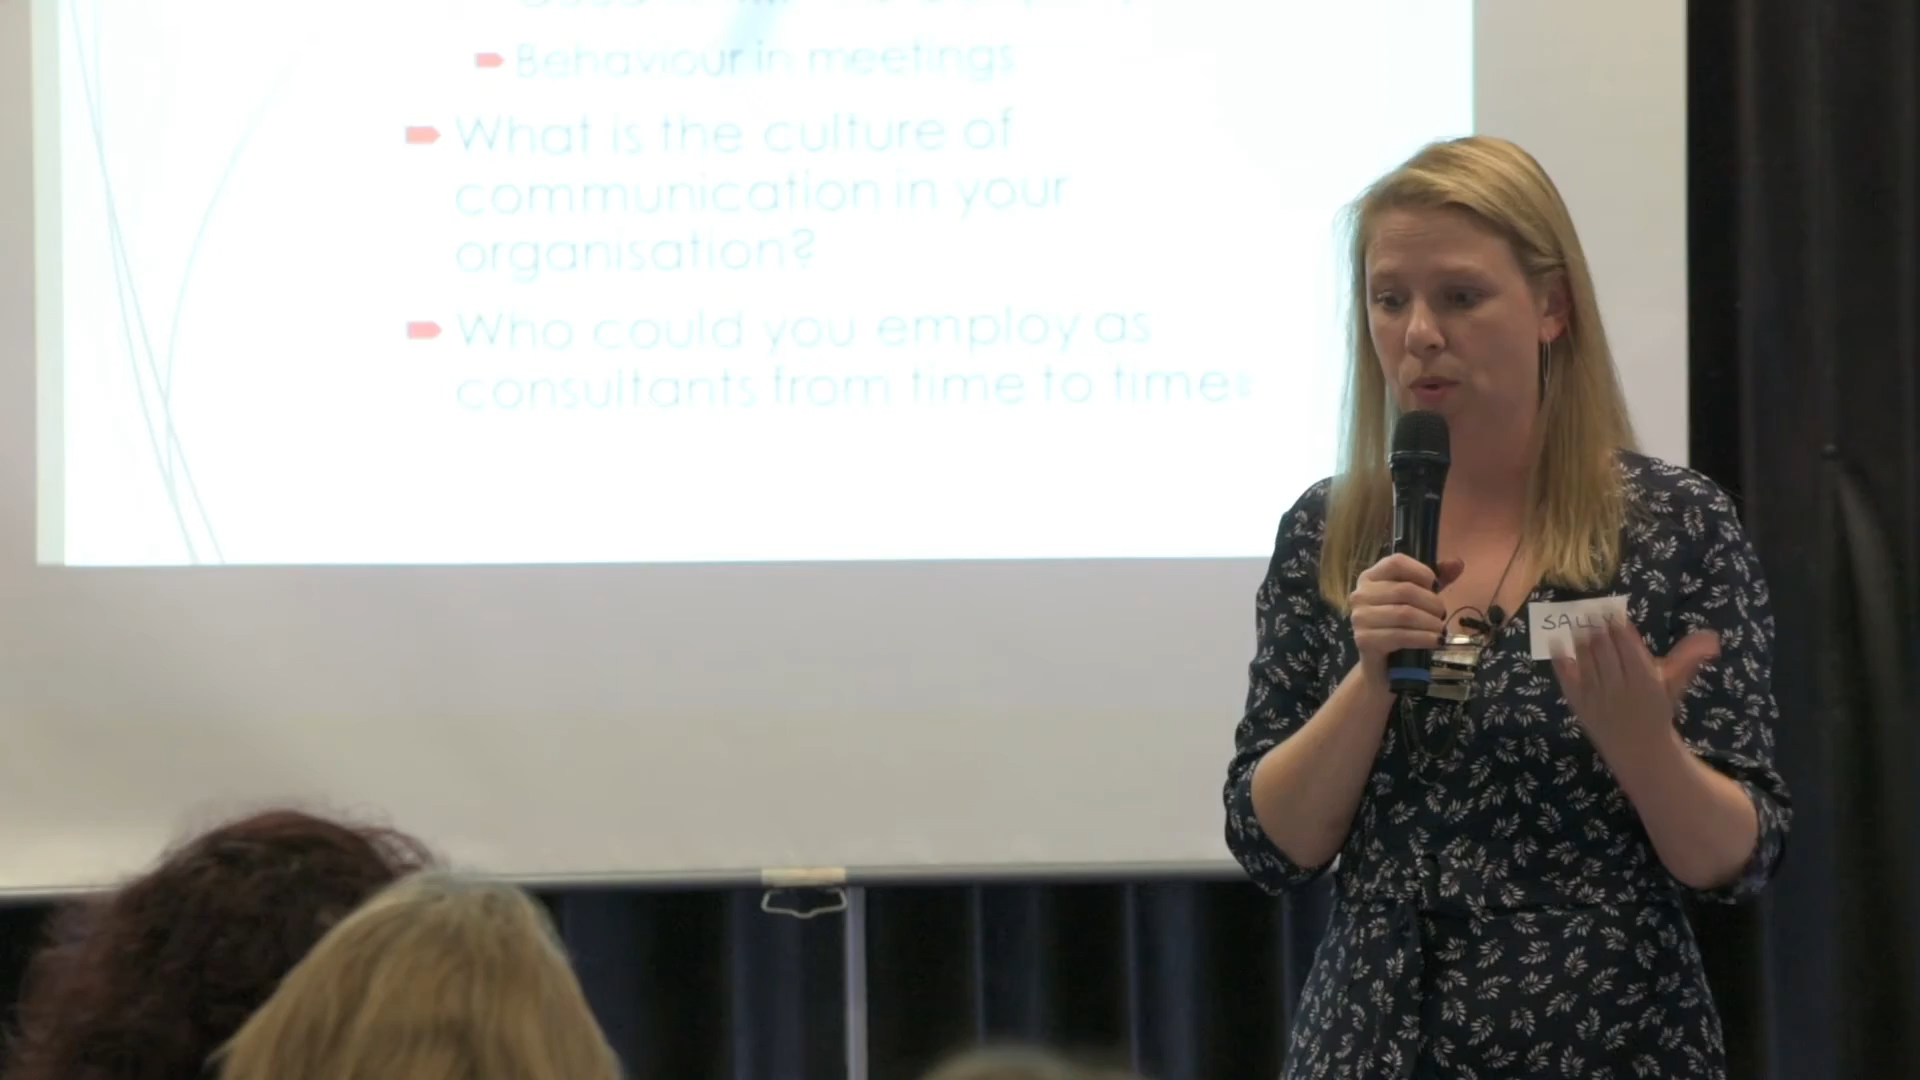 Behaviour in meetings
What is the culture of
communication in your
organisation?
Who could you employ as
consultants from time to time?
SALLY